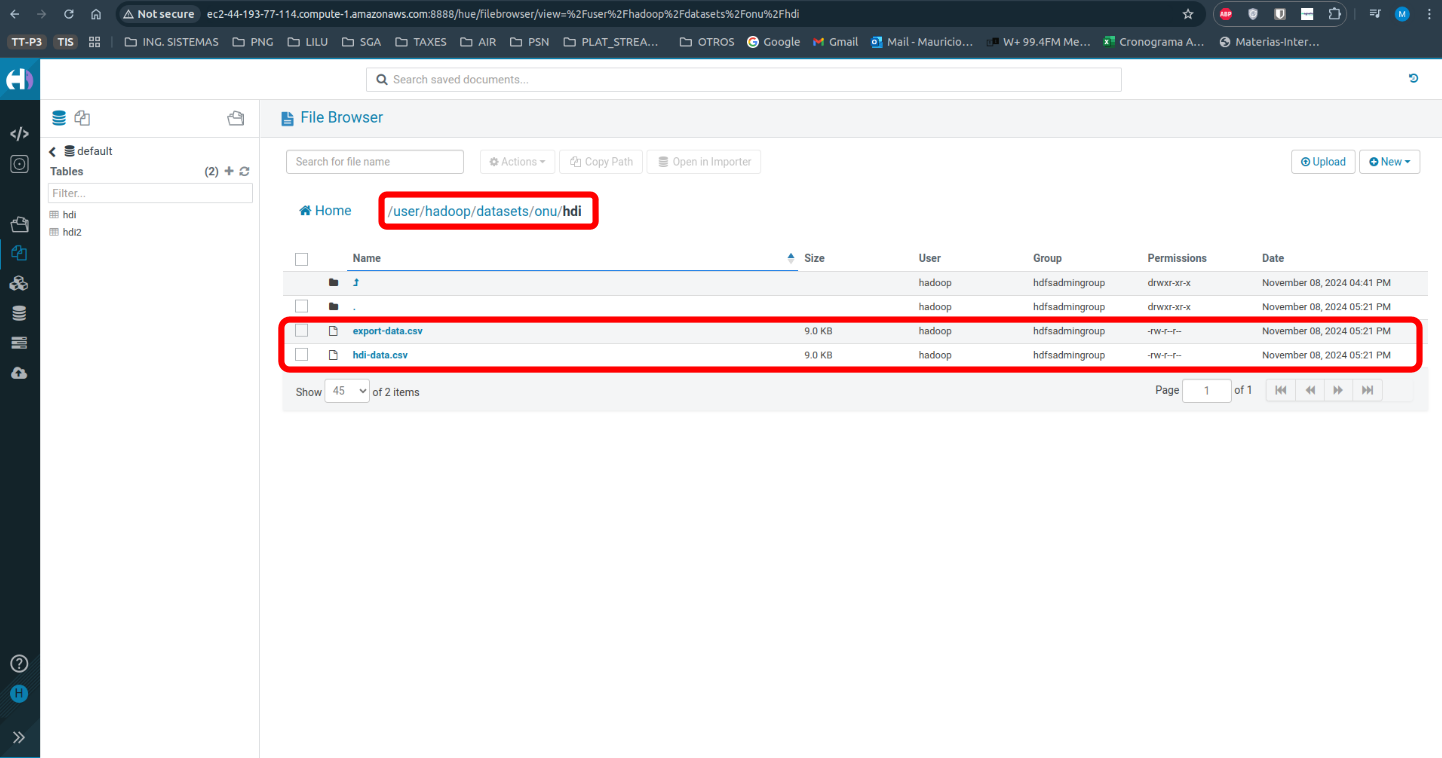 Not secure ec2-44-193-77-114.compute-1.amazonaws.com:8888/hue/filebrowser/view=%2Fuser%2Fhadoop%2Fdatasets%2Fonu%2Fhdi ABP M
TT-P3 TIS ING. SISTEMAS PNG LILU SGA TAXES AIR PSN PLAT_STREA... OTROS Google Gmail Mail - Mauricio... W+ 99.4FM Me... Cronograma A... Materias-Inter...
Search saved documents...
File Browser
default
Tables (2)
Filter...
hdi
hdi2
Search for file name Actions Copy Path Open in Importer Upload New
Home /user/hadoop/datasets/onu/hdi
Name Size User Group Permissions Date
hadoop hdfsadmingroup drwxr-xr-x November 08, 2024 04:41 PM
. hadoop hdfsadmingroup drwxr-xr-x November 08, 2024 05:21 PM
export-data.csv 9.0 KB hadoop hdfsadmingroup -rw-r--r-- November 08, 2024 05:21 PM
hdi-data.csv 9.0 KB hadoop hdfsadmingroup -rw-r--r-- November 08, 2024 05:21 PM
Show 45 of 2 items Page 1 of 1
H